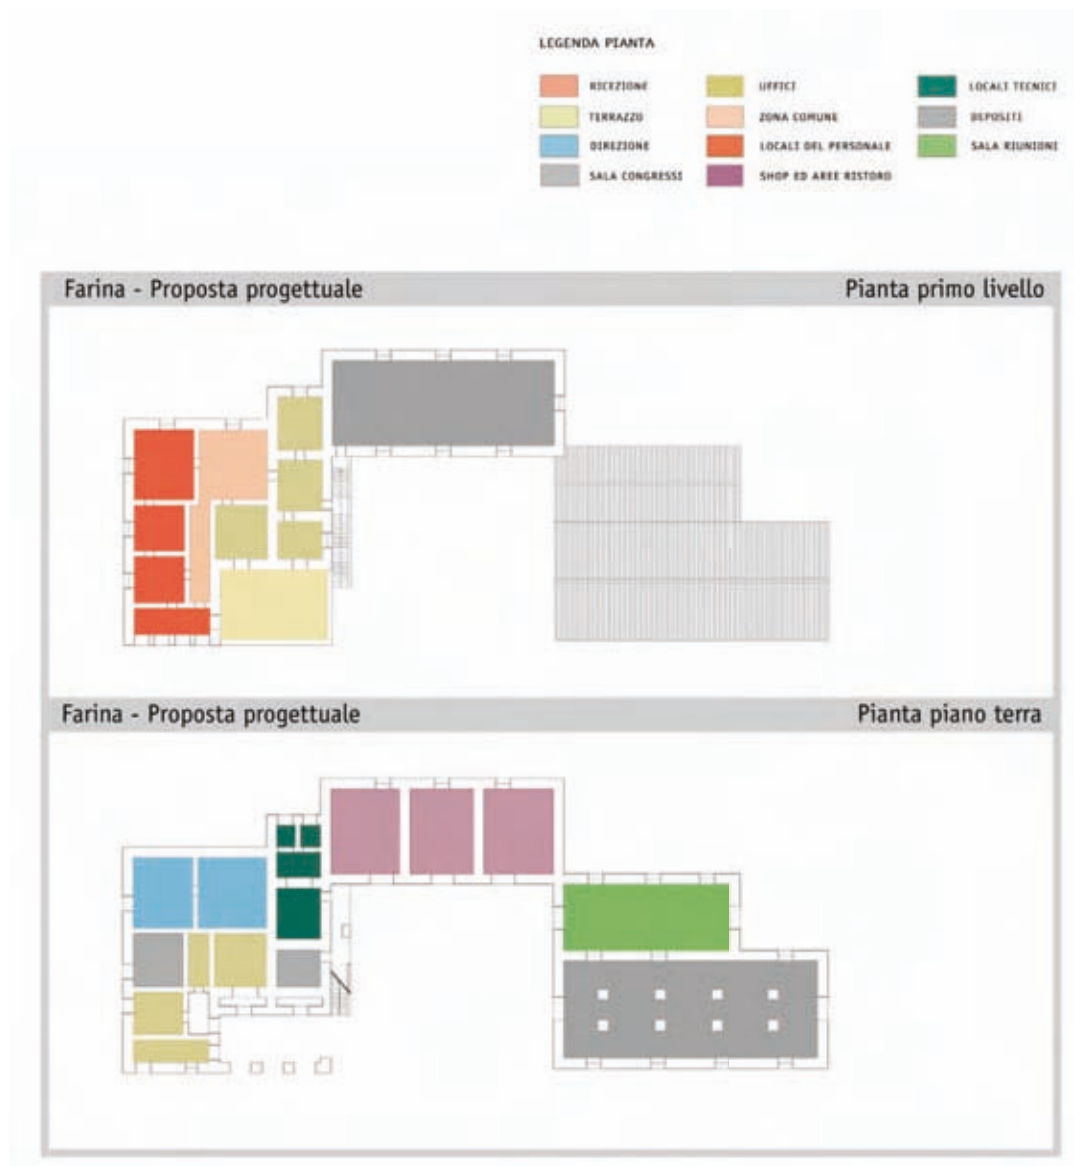 LEGENDA PIANTA
RICEZIONE
TERRAZZO
DIREZIONE
SALA CONGRESSI
UFFICI
ZONA COMUNE
LOCALI DEL PERSONALE
SHOP ED AREE RISTORO
LOCALI TECNICI
DEPOSITI
SALA RIUNIONI
Farina - Proposta progettuale
Pianta primo livello
Farina - Proposta progettuale
Pianta piano terra